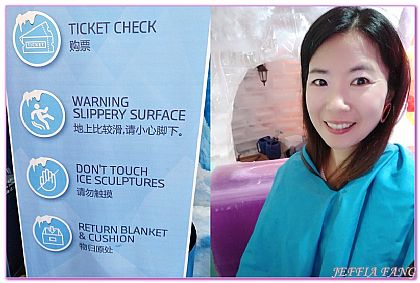 TICKET CHECK
购票
WARNING
SLIPPERY SURFACE
地上比较滑,请小心脚下。
DON'T TOUCH
ICE SCULPTURES
请勿触摸
RETURN BLANKET
& CUSHION
物归原处
JEFFIA FANG